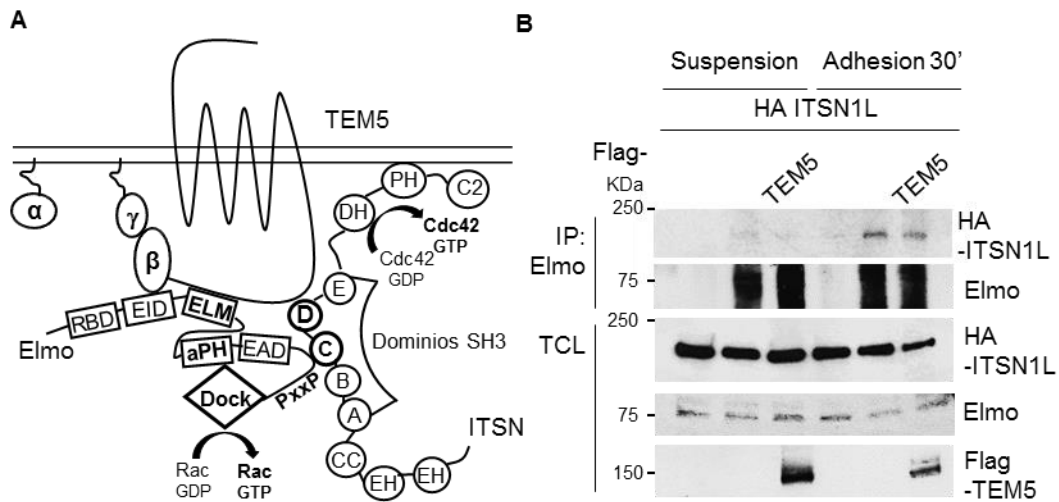 A
TEM5
α
γ
β
PH
C2
DH
Cdc42
GTP
Cdc42
GDP
E
RBD
EID
ELM
D
Elmo
aPH
EAD
C
Dominios SH3
Dock
PxxP
B
A
ITSN
CC
EH
EH
Rac
GDP
Rac
GTP
B
Suspension
Adhesion 30’
HA ITSN1L
Flag-
TEM5
TEM5
KDa
250
IP:
Elmo
HA
-ITSN1L
75
Elmo
250
TCL
HA
-ITSN1L
75
Elmo
150
Flag
-TEM5